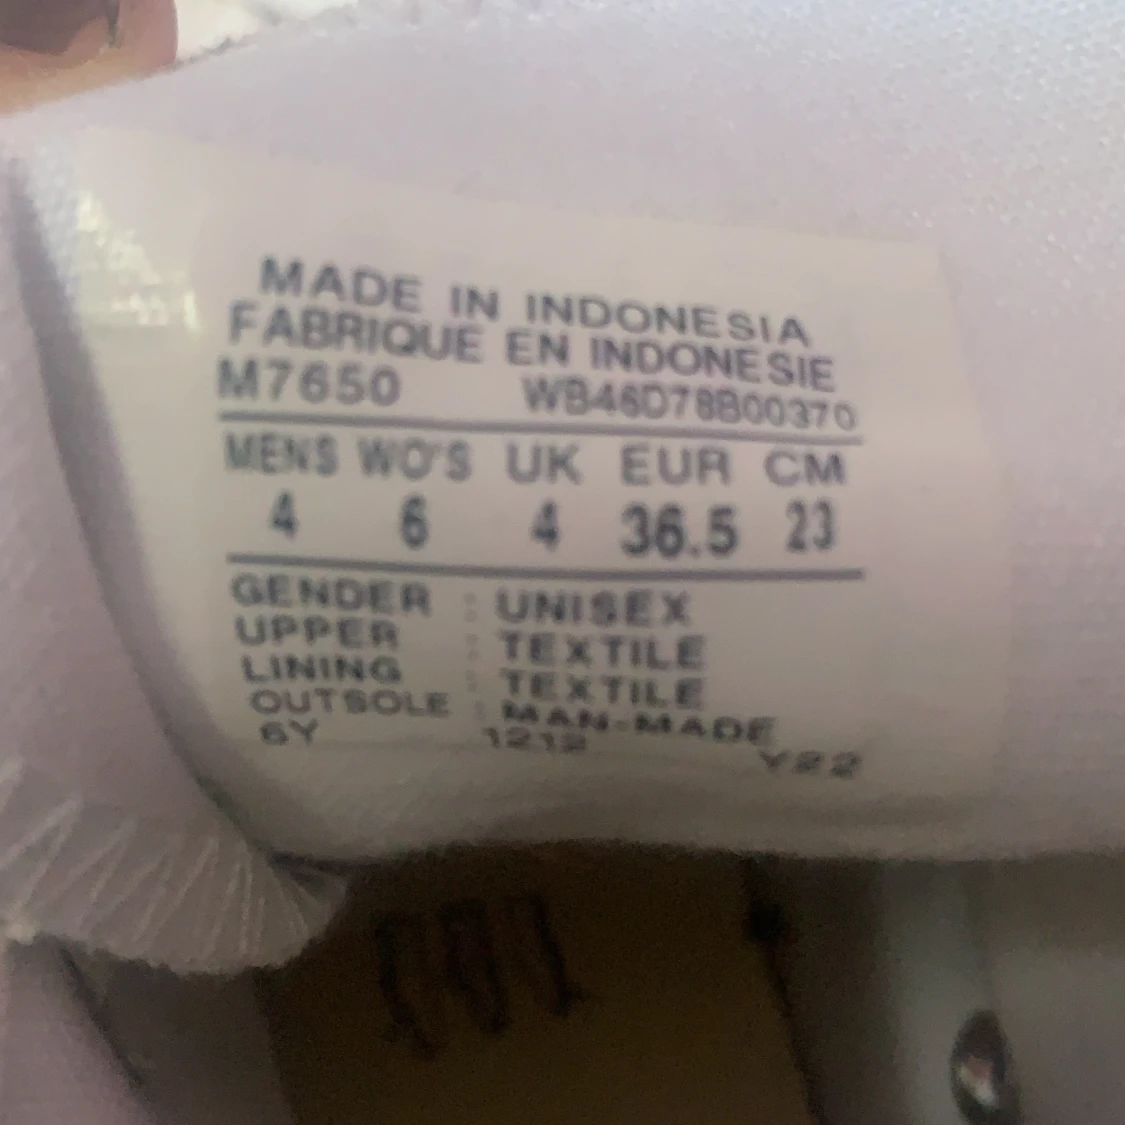 MADE IN INDONESIA
FABRIQUE EN INDONESIE
M7650 WB46D78B00370
MENS WO'S UK EUR CM
4 6 4 36.5 23
GENDER : UNISEX
UPPER : TEXTILE
LINING : TEXTILE
OUTSOLE : MAN-MADE
6Y 1212 Y22